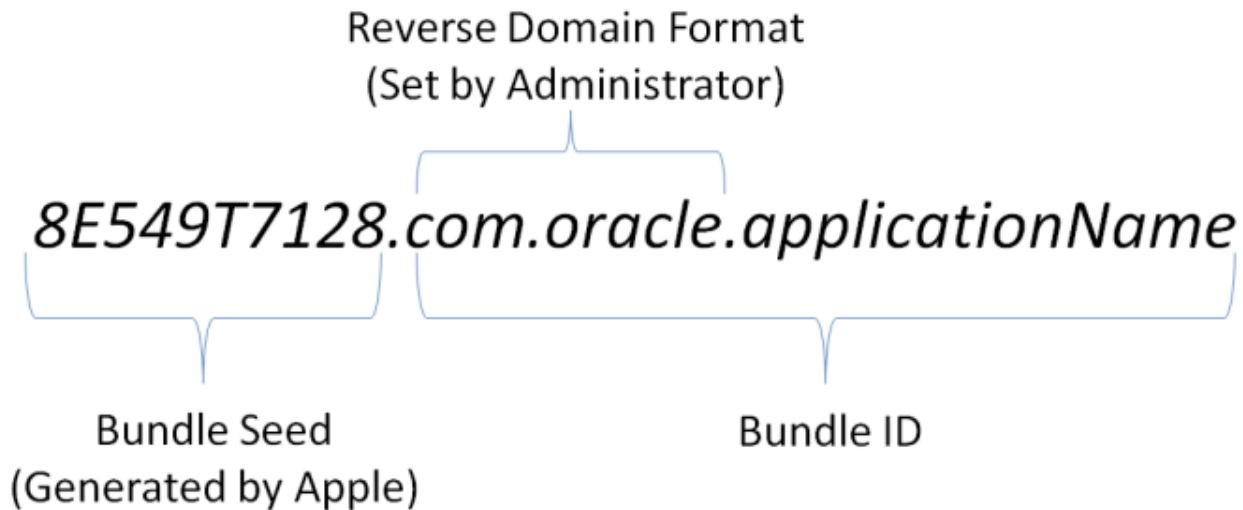 Reverse Domain Format
(Set by Administrator)
8E549T7128.com.oracle.applicationName
Bundle Seed
(Generated by Apple)
Bundle ID